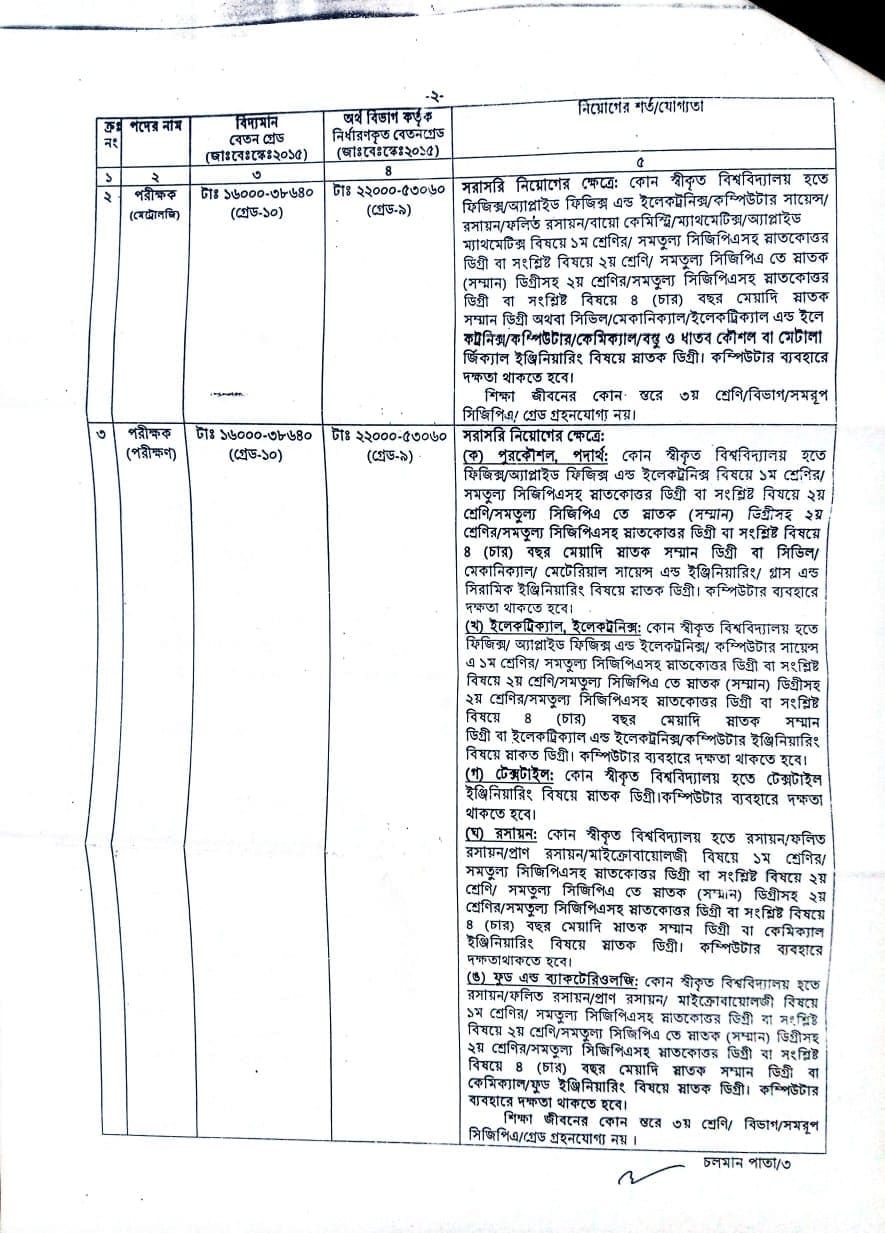 -২-
ক্রঃ নং
পদের নাম
বিদ্যমান
বেতন গ্রেড
(জাঃবেঃস্কেঃ২০১৫)
অর্থ বিভাগ কর্তৃক
নির্ধারণকৃত বেতনগ্রেড
(জাঃবেঃস্কেঃ২০১৫)
নিয়োগের শর্ত/যোগ্যতা
১
২
৩
৪
৫
২
পরীক্ষক
(মেট্রোলজি)
টাঃ ১৬০০০-৩৮৬৪০
(গ্রেড-১০)
টাঃ ২২০০০-৫৩০৬০
(গ্রেড-৯)
সরাসরি নিয়োগের ক্ষেত্রে: কোন স্বীকৃত বিশ্ববিদ্যালয় হতে
ফিজিক্স/অ্যাপ্লাইড ফিজিক্স এন্ড ইলেকট্রনিক্স/কম্পিউটার সায়েন্স/
রসায়ন/ফলিত রসায়ন/বায়ো কেমিস্ট্রি/ম্যাথমেটিক্স/অ্যাপ্লাইড
ম্যাথমেটিক্স বিষয়ে ১ম শ্রেণির/ সমতুল্য সিজিপিএসহ স্নাতকোত্তর
ডিগ্রী বা সংশ্লিষ্ট বিষয়ে ২য় শ্রেণি/ সমতুল্য সিজিপিএ তে স্নাতক
(সম্মান) ডিগ্রীসহ ২য় শ্রেণির/সমতুল্য সিজিপিএসহ স্নাতকোত্তর
ডিগ্রী বা সংশ্লিষ্ট বিষয়ে ৪ (চার) বছর মেয়াদি স্নাতক
সম্মান ডিগ্রী অথবা সিভিল/মেকানিক্যাল/ইলেকট্রিক্যাল এন্ড ইলে
কট্রনিক্স/কম্পিউটার/কেমিক্যাল/বস্তু ও ধাতব কৌশল বা মেটালা
র্জিক্যাল ইঞ্জিনিয়ারিং বিষয়ে স্নাতক ডিগ্রী। কম্পিউটার ব্যবহারে
দক্ষতা থাকতে হবে।
শিক্ষা জীবনের কোন স্তরে ৩য় শ্রেণি/বিভাগ/সমরূপ
সিজিপিএ/ গ্রেড গ্রহনযোগ্য নয়।
৩
পরীক্ষক
(পরীক্ষণ)
টাঃ ১৬০০০-৩৮৬৪০
(গ্রেড-১০)
টাঃ ২২০০০-৫৩০৬০
(গ্রেড-৯)
সরাসরি নিয়োগের ক্ষেত্রে:
(ক) পুরকৌশল, পদার্থ: কোন স্বীকৃত বিশ্ববিদ্যালয় হতে
ফিজিক্স/অ্যাপ্লাইড ফিজিক্স এন্ড ইলেকট্রনিক্স বিষয়ে ১ম শ্রেণির/
সমতুল্য সিজিপিএসহ স্নাতকোত্তর ডিগ্রী বা সংশ্লিষ্ট বিষয়ে ২য়
শ্রেণি/সমতুল্য সিজিপিএ তে স্নাতক (সম্মান) ডিগ্রীসহ ২য়
শ্রেণির/সমতুল্য সিজিপিএসহ স্নাতকোত্তর ডিগ্রী বা সংশ্লিষ্ট বিষয়ে
৪ (চার) বছর মেয়াদি স্নাতক সম্মান ডিগ্রী বা সিভিল/
মেকানিক্যাল/ মেটেরিয়াল সায়েন্স এন্ড ইঞ্জিনিয়ারিং/ গ্লাস এন্ড
সিরামিক ইঞ্জিনিয়ারিং বিষয়ে স্নাতক ডিগ্রী। কম্পিউটার ব্যবহারে
দক্ষতা থাকতে হবে।
(খ) ইলেকট্রিক্যাল, ইলেকট্রনিক্স: কোন স্বীকৃত বিশ্ববিদ্যালয় হতে
ফিজিক্স/ অ্যাপ্লাইড ফিজিক্স এন্ড ইলেকট্রনিক্স/ কম্পিউটার সায়েন্স
এ ১ম শ্রেণির/ সমতুল্য সিজিপিএসহ স্নাতকোত্তর ডিগ্রী বা সংশ্লিষ্ট
বিষয়ে ২য় শ্রেণি/সমতুল্য সিজিপিএ তে স্নাতক (সম্মান) ডিগ্রীসহ
২য় শ্রেণির/সমতুল্য সিজিপিএসহ স্নাতকোত্তর ডিগ্রী বা সংশ্লিষ্ট
বিষয়ে ৪ (চার) বছর মেয়াদি স্নাতক সম্মান
ডিগ্রী বা ইলেকট্রিক্যাল এন্ড ইলেকট্রনিক্স/কম্পিউটার ইঞ্জিনিয়ারিং
বিষয়ে স্নাকত ডিগ্রী। কম্পিউটার ব্যবহারে দক্ষতা থাকতে হবে।
(গ) টেক্সটাইল: কোন স্বীকৃত বিশ্ববিদ্যালয় হতে টেক্সটাইল
ইঞ্জিনিয়ারিং বিষয়ে স্নাতক ডিগ্রী।কম্পিউটার ব্যবহারে দক্ষতা
থাকতে হবে।
(ঘ) রসায়ন: কোন স্বীকৃত বিশ্ববিদ্যালয় হতে রসায়ন/ফলিত
রসায়ন/প্রাণ রসায়ন/মাইক্রোবায়োলজী বিষয়ে ১ম শ্রেণির/
সমতুল্য সিজিপিএসহ স্নাতকোত্তর ডিগ্রী বা সংশ্লিষ্ট বিষয়ে ২য়
শ্রেণি/ সমতুল্য সিজিপিএ তে স্নাতক (সম্মান) ডিগ্রীসহ ২য়
শ্রেণির/সমতুল্য সিজিপিএসহ স্নাতকোত্তর ডিগ্রী বা সংশ্লিষ্ট বিষয়ে
৪ (চার) বছর মেয়াদি স্নাতক সম্মান ডিগ্রী বা কেমিক্যাল
ইঞ্জিনিয়ারিং বিষয়ে স্নাতক ডিগ্রী। কম্পিউটার ব্যবহারে
দক্ষতাথাকতে হবে।
(ঙ) ফুড এন্ড ব্যাকটেরিওলজি: কোন স্বীকৃত বিশ্ববিদ্যালয় হতে
রসায়ন/ফলিত রসায়ন/প্রাণ রসায়ন/ মাইক্রোবায়োলজী বিষয়ে
১ম শ্রেণির/ সমতুল্য সিজিপিএসহ স্নাতকোত্তর ডিগ্রী বা সংশ্লিষ্ট
বিষয়ে ২য় শ্রেণি/সমতুল্য সিজিপিএ তে স্নাতক (সম্মান) ডিগ্রীসহ
২য় শ্রেণির/সমতুল্য সিজিপিএসহ স্নাতকোত্তর ডিগ্রী বা সংশ্লিষ্ট
বিষয়ে ৪ (চার) বছর মেয়াদি স্নাতক সম্মান ডিগ্রী বা
কেমিক্যাল/ফুড ইঞ্জিনিয়ারিং বিষয়ে স্নাতক ডিগ্রী। কম্পিউটার
ব্যবহারে দক্ষতা থাকতে হবে।
শিক্ষা জীবনের কোন স্তরে ৩য় শ্রেণি/ বিভাগ/সমরূপ
সিজিপিএ/গ্রেড গ্রহনযোগ্য নয় ।
চলমান পাতা/৩